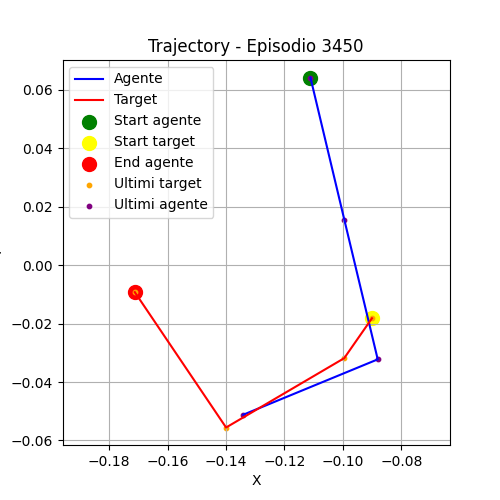 Trajectory - Episodio 3450
Agente
Target
Start agente
Start target
End agente
Ultimi target
Ultimi agente
0.06
0.04
0.02
0.00
−0.02
−0.04
−0.06
−0.18
−0.16
−0.14
−0.12
−0.10
−0.08
X